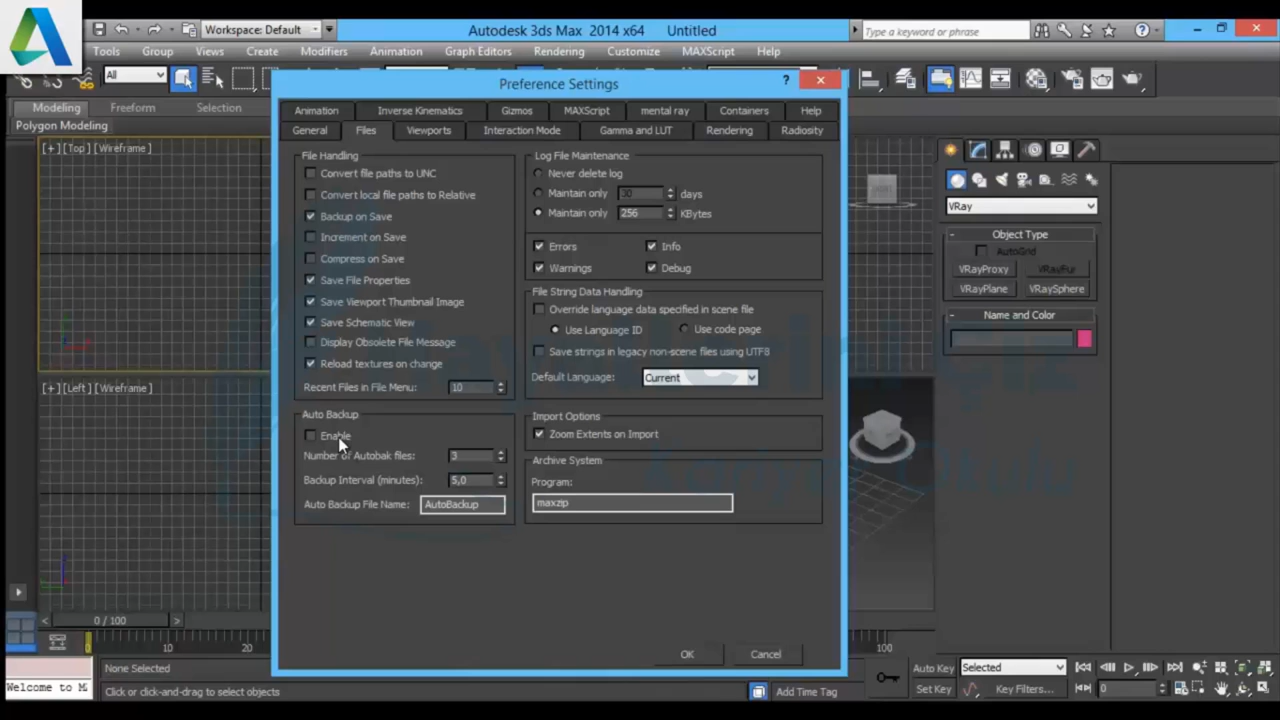 Workspace: Default
Autodesk 3ds Max 2014 x64 Untitled
Type a keyword or phrase
Tools Group Views Create Modifiers Animation Graph Editors Rendering Customize MAXScript Help
All
Modeling Freeform Selection
Polygon Modeling
[+][Top][Wireframe]
[+][Left][Wireframe]
Preference Settings
?
Animation Inverse Kinematics Gizmos MAXScript mental ray Containers Help
General Files Viewports Interaction Mode Gamma and LUT Rendering Radiosity
File Handling
Convert file paths to UNC
Convert local file paths to Relative
Backup on Save
Increment on Save
Compress on Save
Save File Properties
Save Viewport Thumbnail Image
Save Schematic View
Display Obsolete File Message
Reload textures on change
Recent Files in File Menu: 10
Auto Backup
Enable
Number of Autobak files: 3
Backup Interval (minutes): 5,0
Auto Backup File Name: AutoBackup
Log File Maintenance
Never delete log
Maintain only 30 days
Maintain only 256 KBytes
Errors Info
Warnings Debug
File String Data Handling
Override language data specified in scene file
Use Language ID Use code page
Save strings in legacy non-scene files using UTF8
Default Language: Current
Import Options
Zoom Extents on Import
Archive System
Program:
maxzip
OK Cancel
VRay
Object Type
AutoGrid
VRayProxy VRayFur
VRayPlane VRaySphere
Name and Color
0 / 100
10 20 100
None Selected
Click or click-and-drag to select objects
Welcome to M
Add Time Tag
Auto Key Selected
Set Key Key Filters... 0